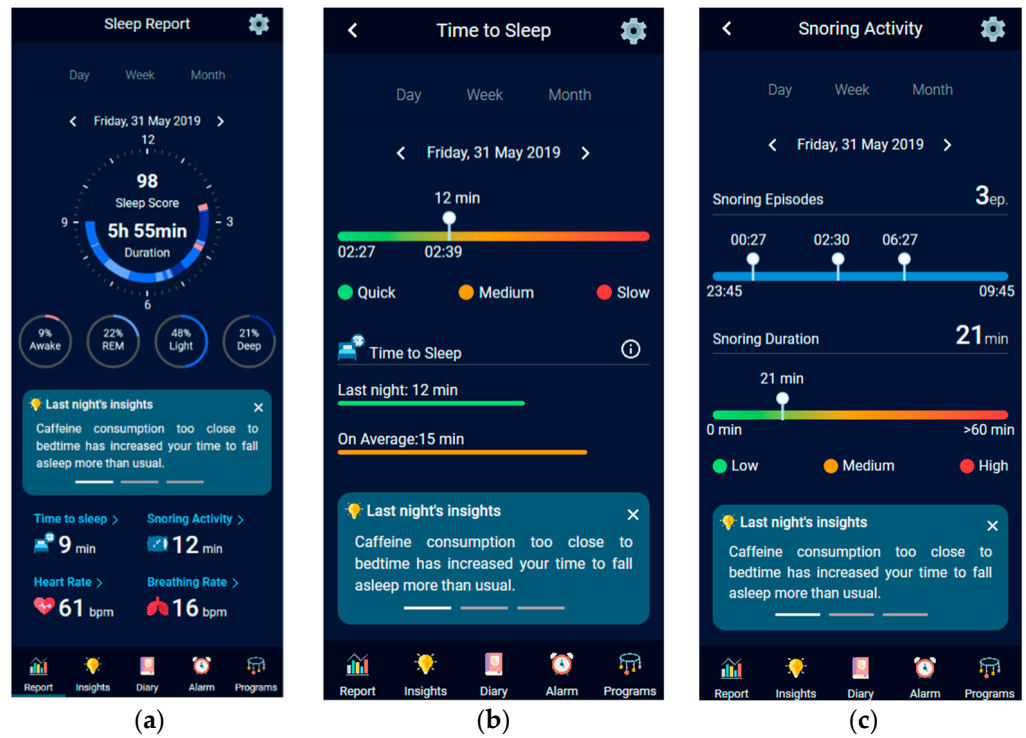 Sleep Report
Day Week Month
Friday, 31 May 2019
12
98
Sleep Score
9 3
5h 55min
Duration
6
9% 22% 48% 21%
Awake REM Light Deep
Last night's insights
Caffeine consumption too close to
bedtime has increased your time to fall
asleep more than usual.
Time to sleep Snoring Activity
9 min 12 min
Heart Rate Breathing Rate
61 bpm 16 bpm
Report Insights Diary Alarm Programs
(a)
Time to Sleep
Day Week Month
Friday, 31 May 2019
12 min
02:27 02:39
Quick Medium Slow
Time to Sleep
Last night: 12 min
On Average:15 min
Last night's insights
Caffeine consumption too close to
bedtime has increased your time to fall
asleep more than usual.
Report Insights Diary Alarm Programs
(b)
Snoring Activity
Day Week Month
Friday, 31 May 2019
Snoring Episodes 3ep.
00:27 02:30 06:27
23:45 09:45
Snoring Duration 21 min
21 min
0 min >60 min
Low Medium High
Last night's insights
Caffeine consumption too close to
bedtime has increased your time to fall
asleep more than usual.
Report Insights Diary Alarm Programs
(c)